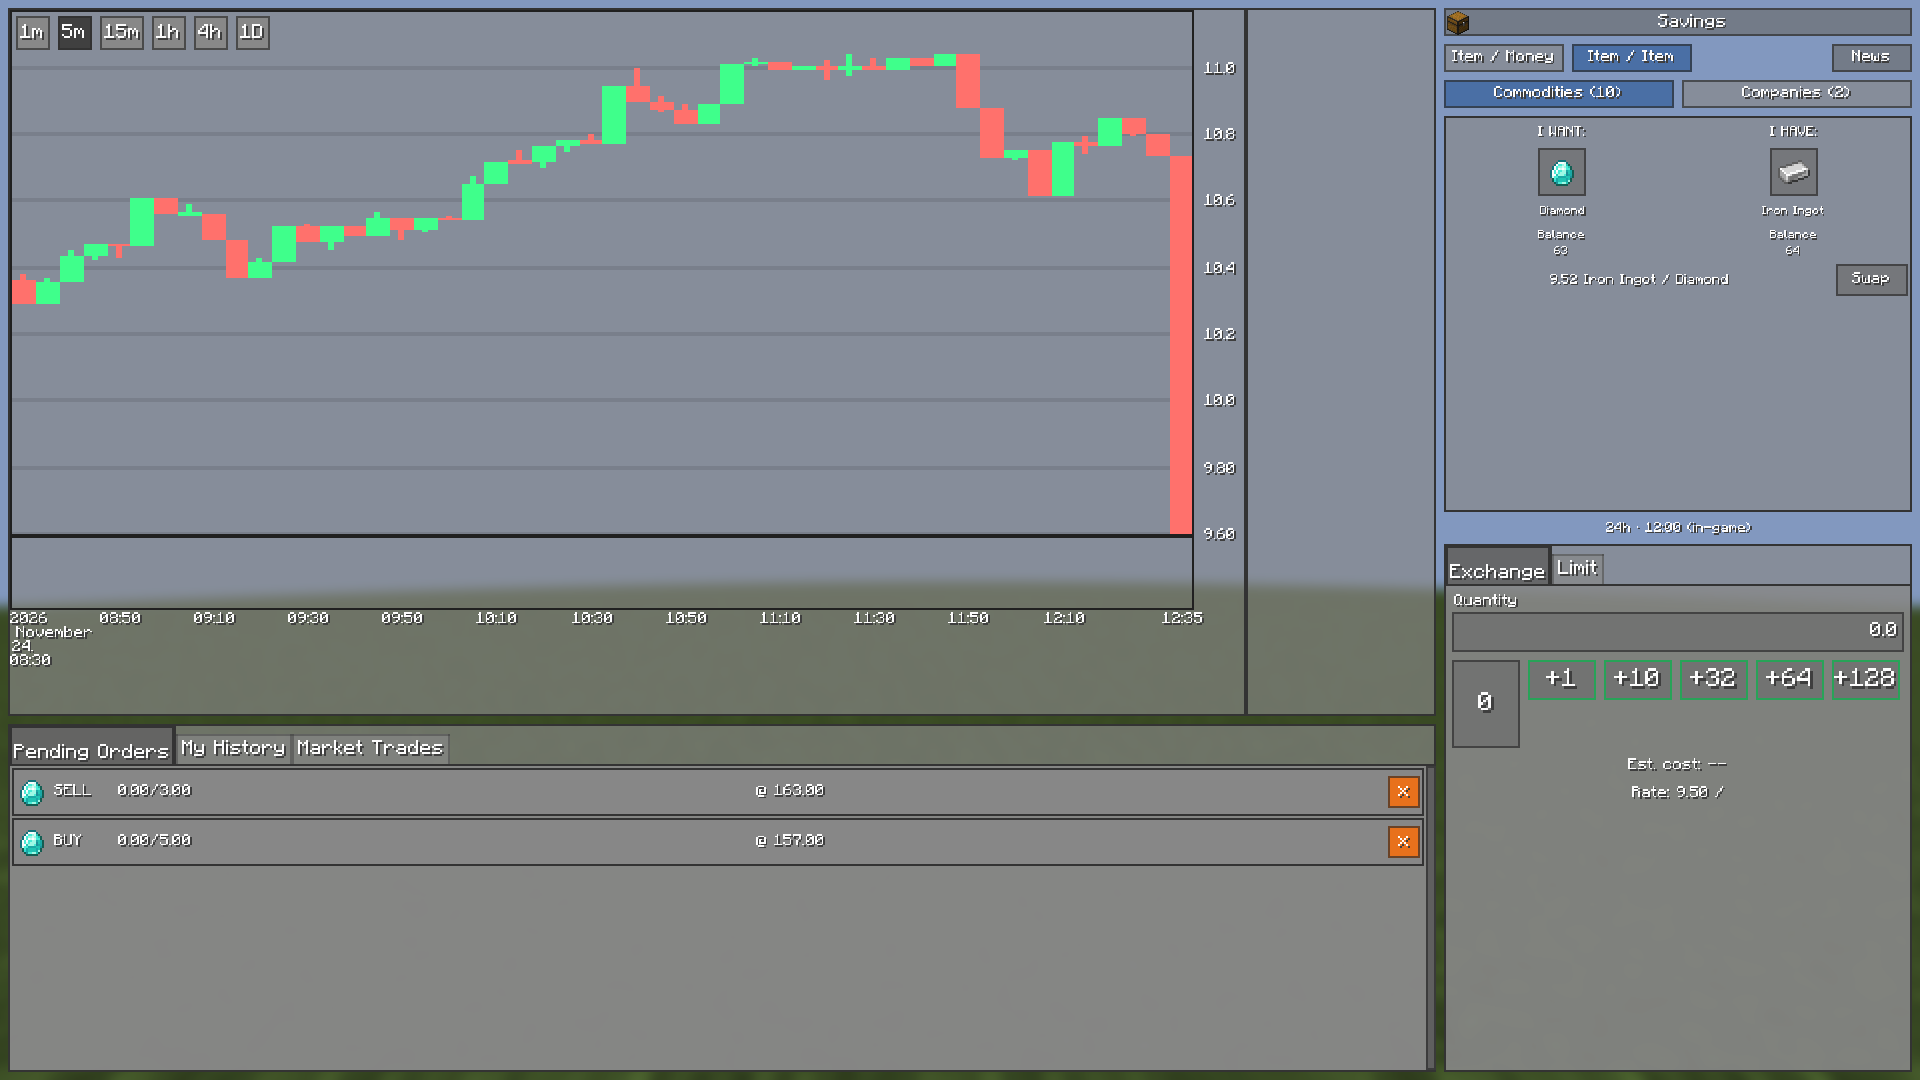 1m 5m 15m 1h 4h 1D
11.0
10.8
10.6
10.4
10.2
10.0
9.80
9.60
2026 November 24. 08:30
08:50 09:10 09:30 09:50 10:10 10:30 10:50 11:10 11:30 11:50 12:10 12:35
Pending Orders My History Market Trades
SELL 0.00/3.00 @ 163.00 ×
BUY 0.00/5.00 @ 157.00 ×
Savings
Item / Money Item / Item News
Commodities (10) Companies (2)
I WANT: I HAVE:
Diamond Iron Ingot
Balance Balance
63 64
9.52 Iron Ingot / Diamond Swap
24h · 12:00 (in-game)
Exchange Limit
Quantity
0.0
0 +1 +10 +32 +64 +128
Est. cost: --
Rate: 9.50 /